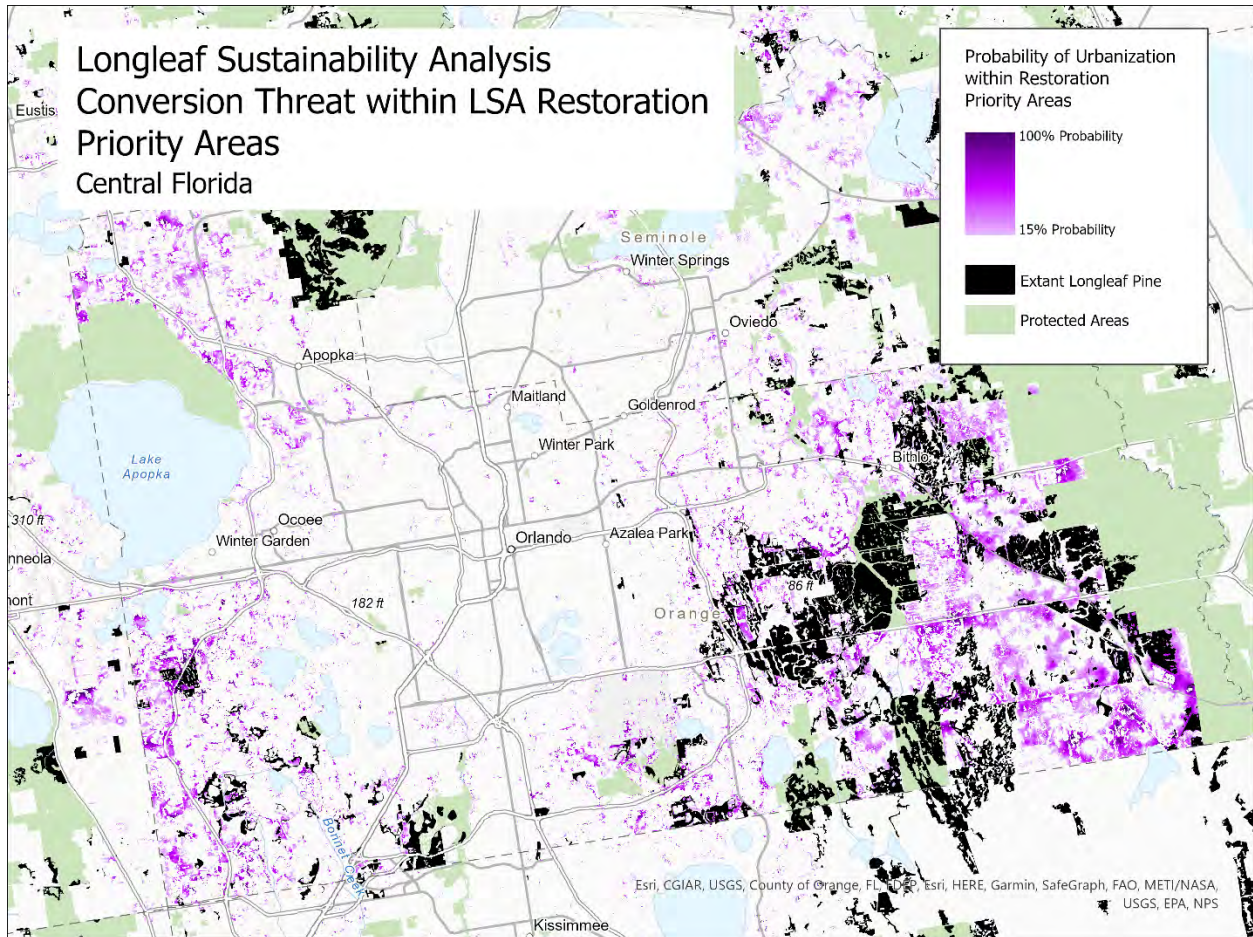 Longleaf Sustainability Analysis
Conversion Threat within LSA Restoration
Priority Areas
Central Florida
Probability of Urbanization
within Restoration
Priority Areas
100% Probability
15% Probability
Extant Longleaf Pine
Protected Areas
Eustis
Seminole
Winter Springs
Oviedo
Apopka
Maitland
Goldenrod
Winter Park
Bithlo
Lake
Apopka
310 ft
Ocoee
Winter Garden
Orlando
Azalea Park
nneola
mont
182 ft
86 ft
Orange
Bonnet Creek
Kissimmee
Esri, CGIAR, USGS, County of Orange, FL, FDEP, Esri, HERE, Garmin, SafeGraph, FAO, METI/NASA,
USGS, EPA, NPS